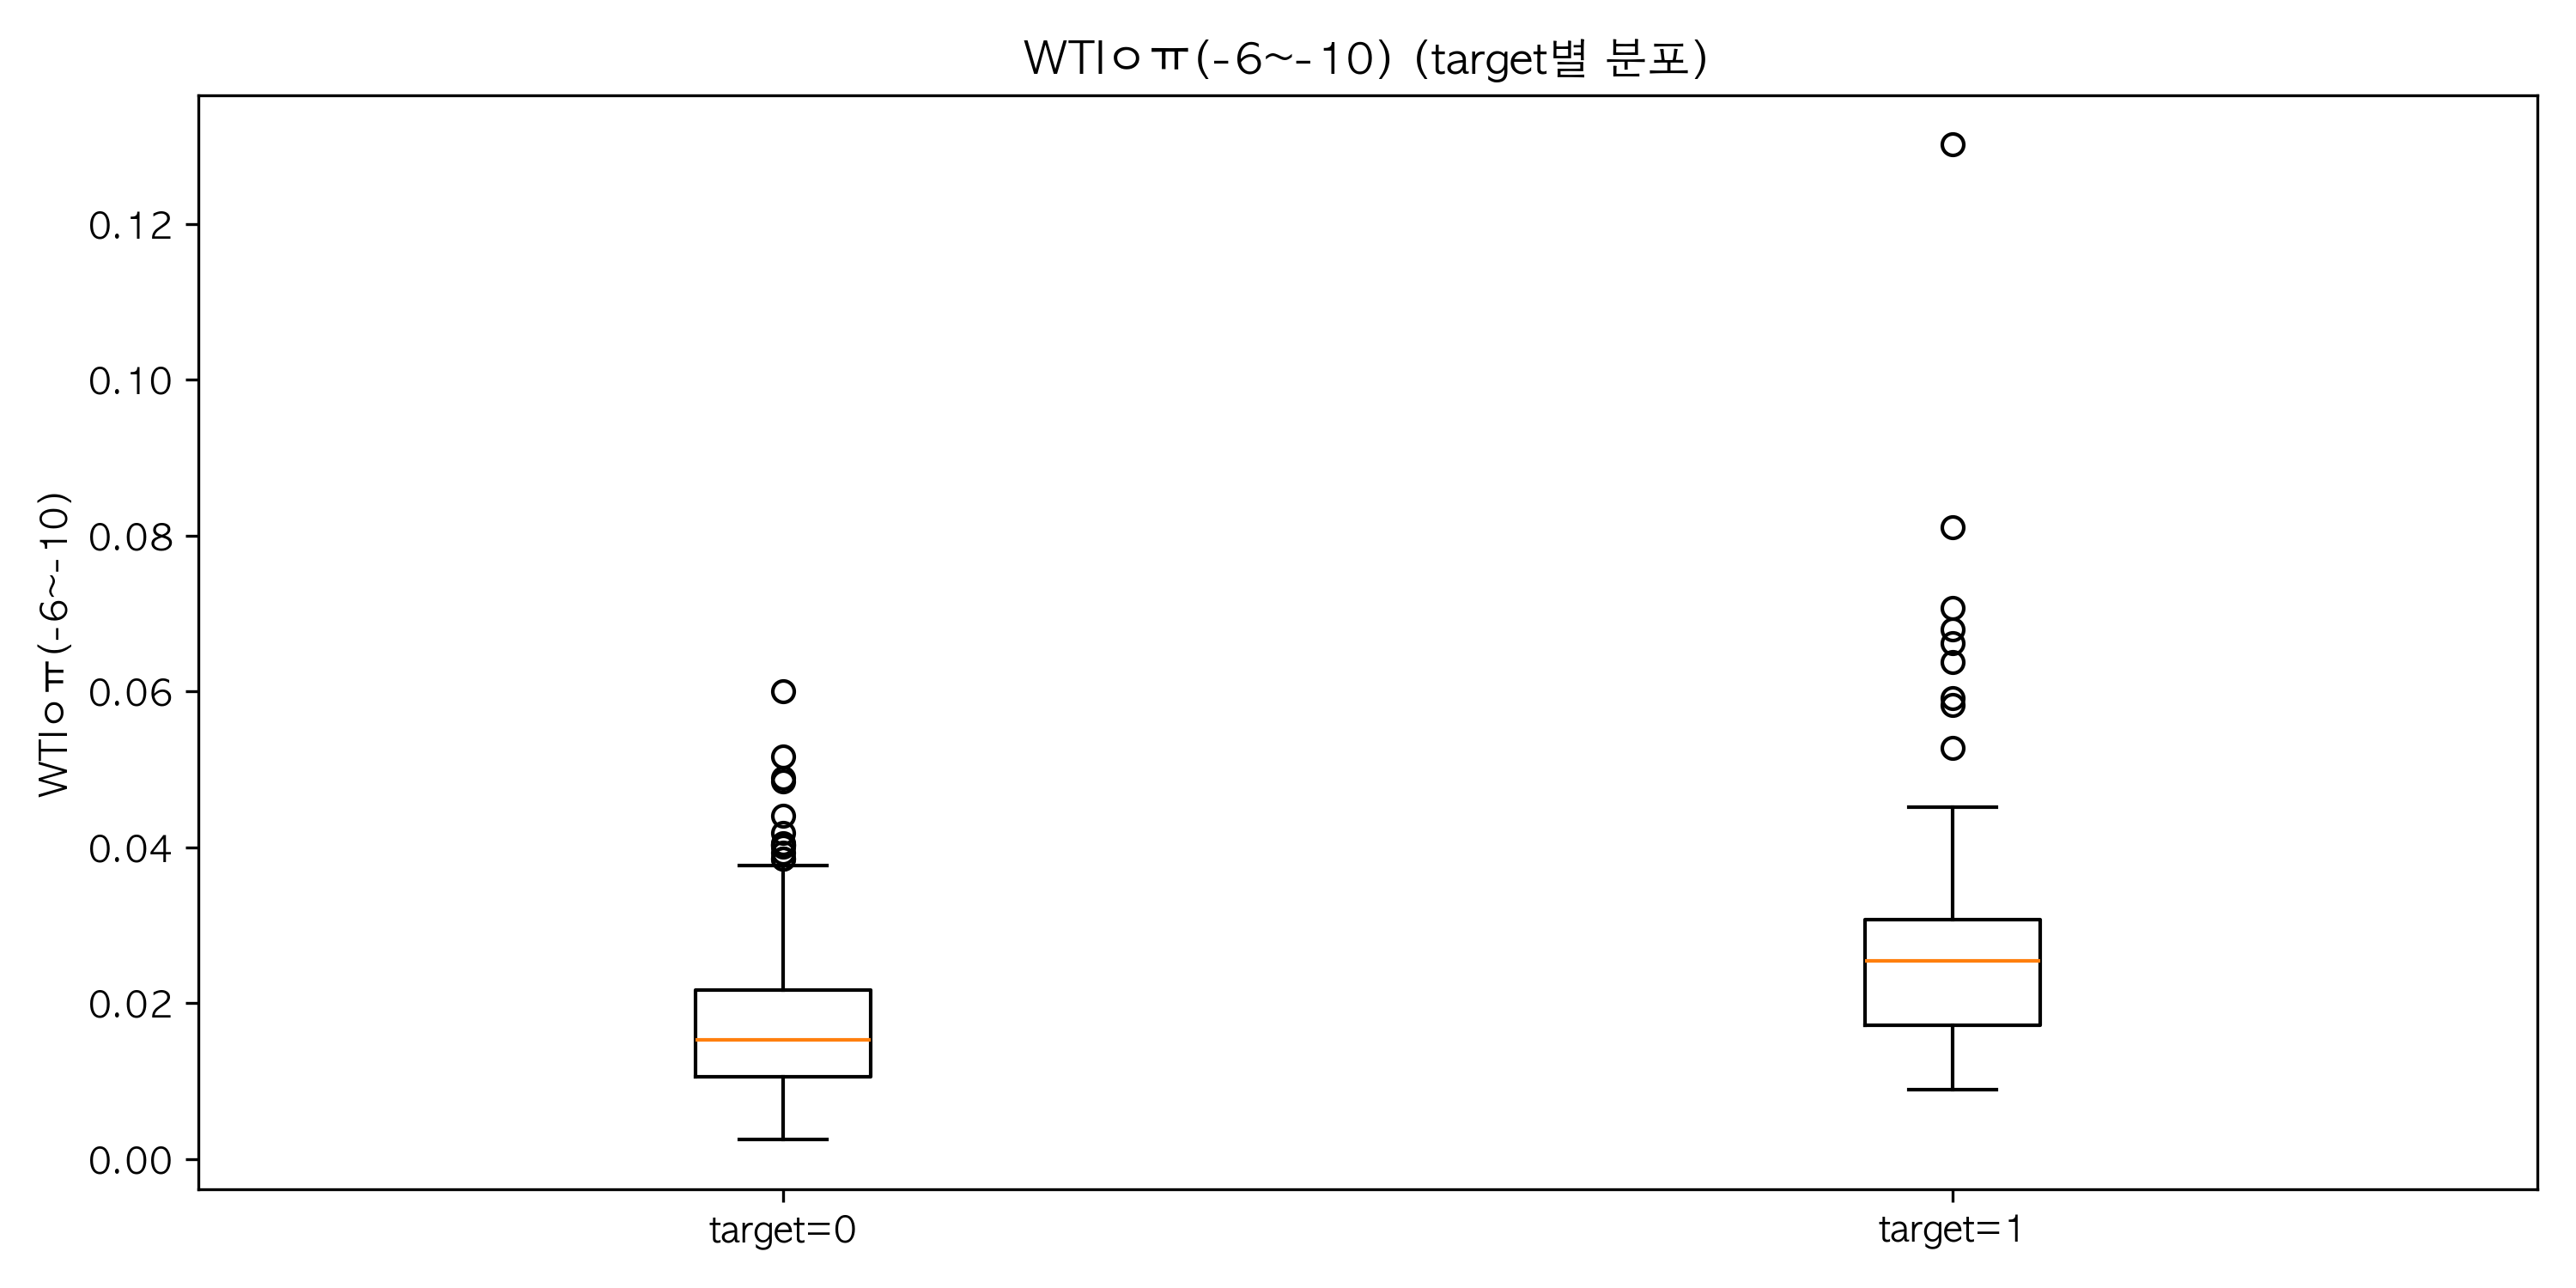 WTIㅇㅠ(-6~-10) (target별 분포)
WTIㅇㅠ(-6~-10)
0.12
0.10
0.08
0.06
0.04
0.02
0.00
target=0
target=1